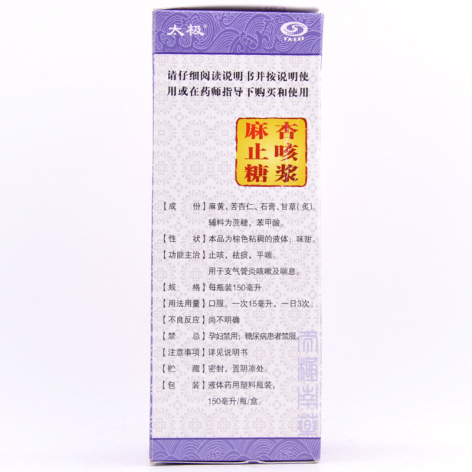 太极®
TAIJI
请仔细阅读说明书并按说明使
用或在药师指导下购买和使用
麻杏
止咳
糖浆
【成份】麻黄、苦杏仁、石膏、甘草(炙)。
辅料为蔗糖、苯甲酸。
【性状】本品为棕色粘稠的液体;味甜。
【功能主治】止咳,祛痰,平喘。
用于支气管炎咳嗽及喘息。
【规格】每瓶装150毫升
【用法用量】口服。一次15毫升,一日3次。
【不良反应】尚不明确
【禁忌】孕妇禁用;糖尿病患者禁服。
【注意事项】详见说明书
【贮藏】密封,置阴凉处。
【包装】液体药用塑料瓶装,
150毫升/瓶/盒。